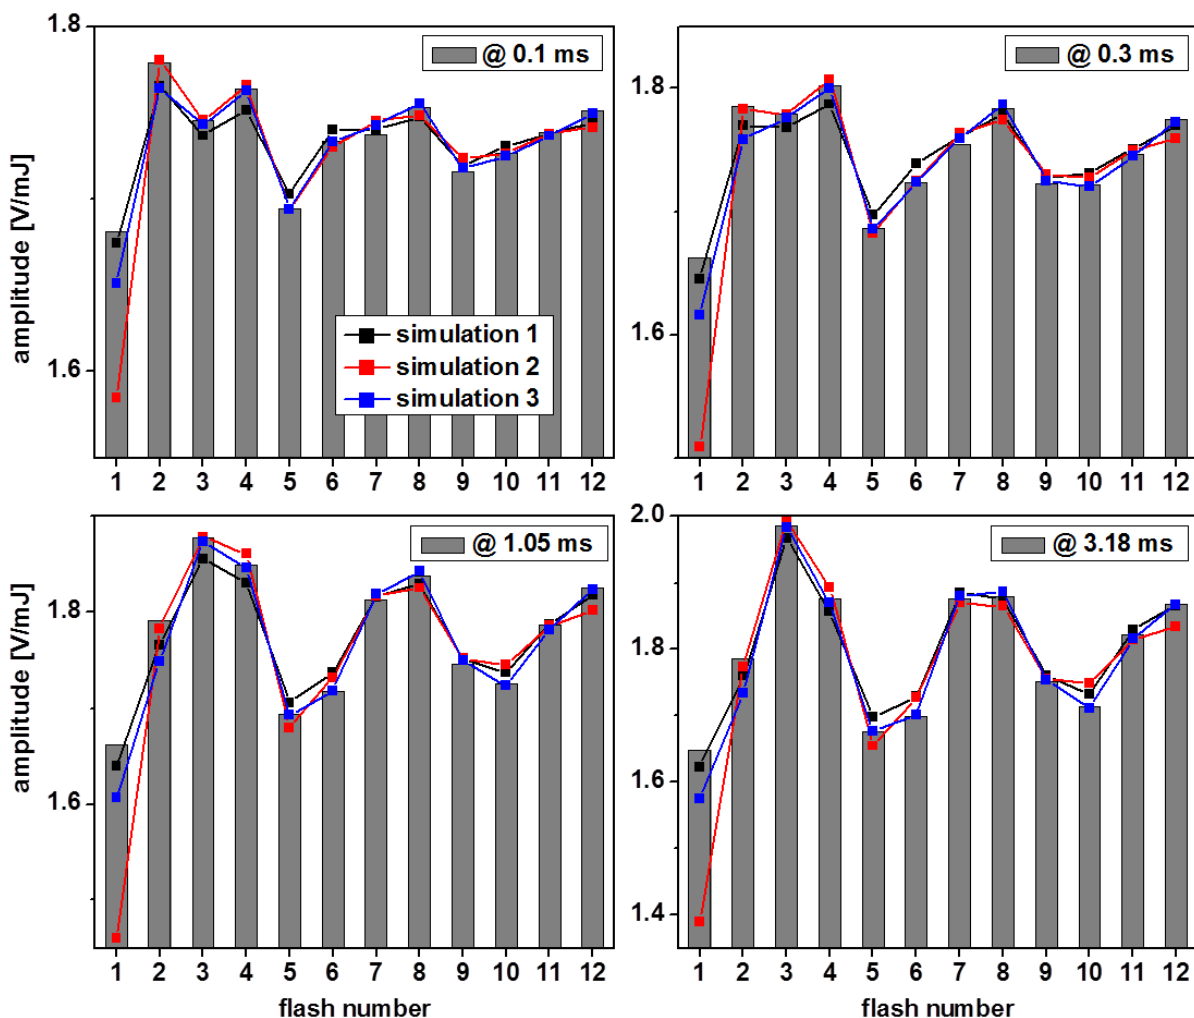 1.8
@ 0.1 ms
amplitude [V/mJ]
1.6
simulation 1
simulation 2
simulation 3
1 2 3 4 5 6 7 8 9 10 11 12
@ 0.3 ms
1.8
1.6
1 2 3 4 5 6 7 8 9 10 11 12
@ 1.05 ms
1.8
amplitude [V/mJ]
1.6
1 2 3 4 5 6 7 8 9 10 11 12
flash number
2.0
@ 3.18 ms
1.8
1.6
1.4
1 2 3 4 5 6 7 8 9 10 11 12
flash number